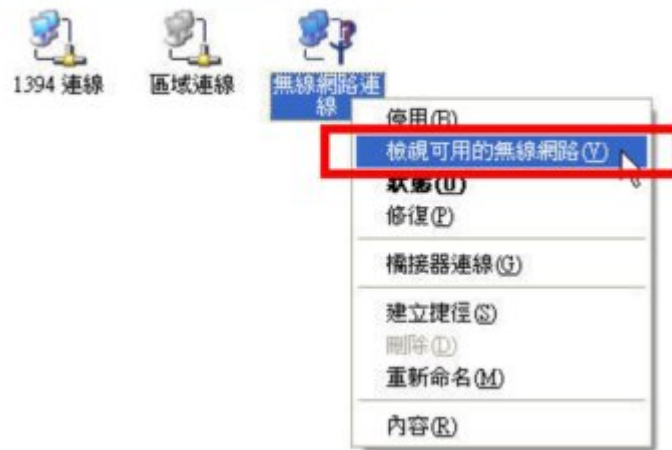 1394 連線
區域連線
無線網路連
線
停用(B)
檢視可用的無線網路(V)
狀態(U)
修復(P)
橋接器連線(G)
建立捷徑(S)
刪除(D)
重新命名(M)
內容(R)